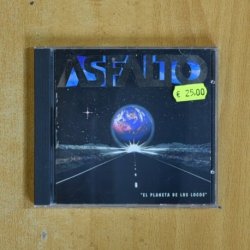 ASFALTO
€ 25,00
"EL PLANETA DE LOS LOCOS"